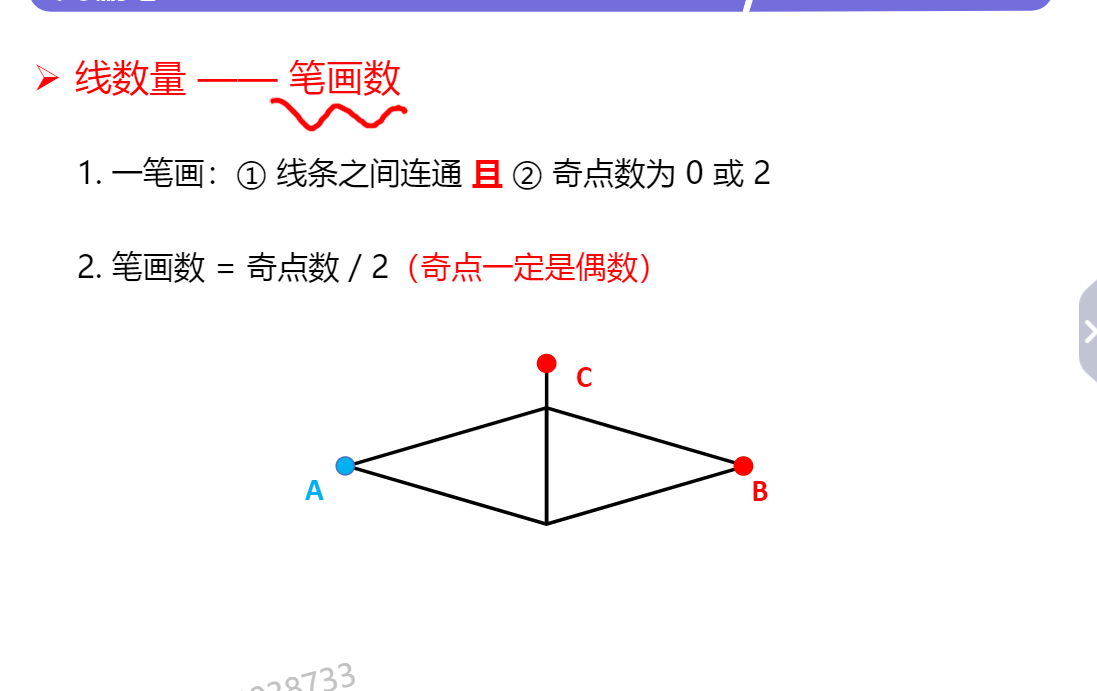 ➢ 线数量 —— 笔画数
1. 一笔画：① 线条之间连通 且 ② 奇点数为 0 或 2
2. 笔画数 = 奇点数 / 2（奇点一定是偶数）
C
A
B
38733